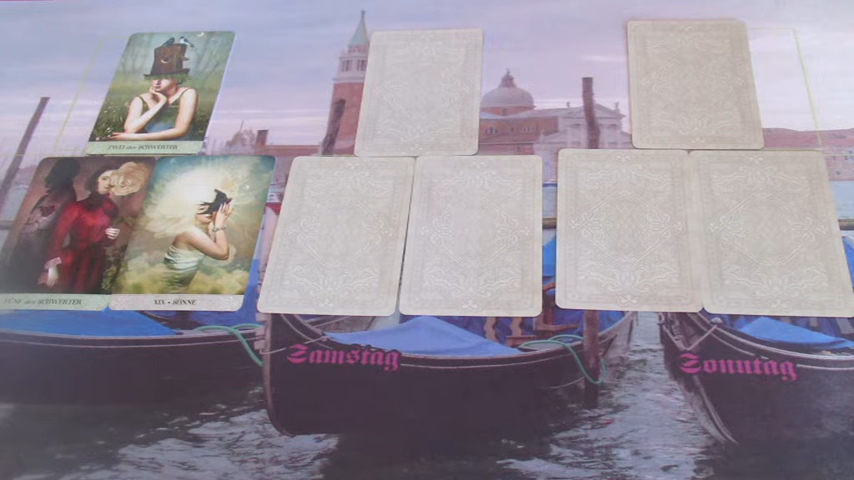 ZWEI der SCHWERTER
FÜNF der SCHWERTER
XIX • SONNE
Samstag
Sonntag